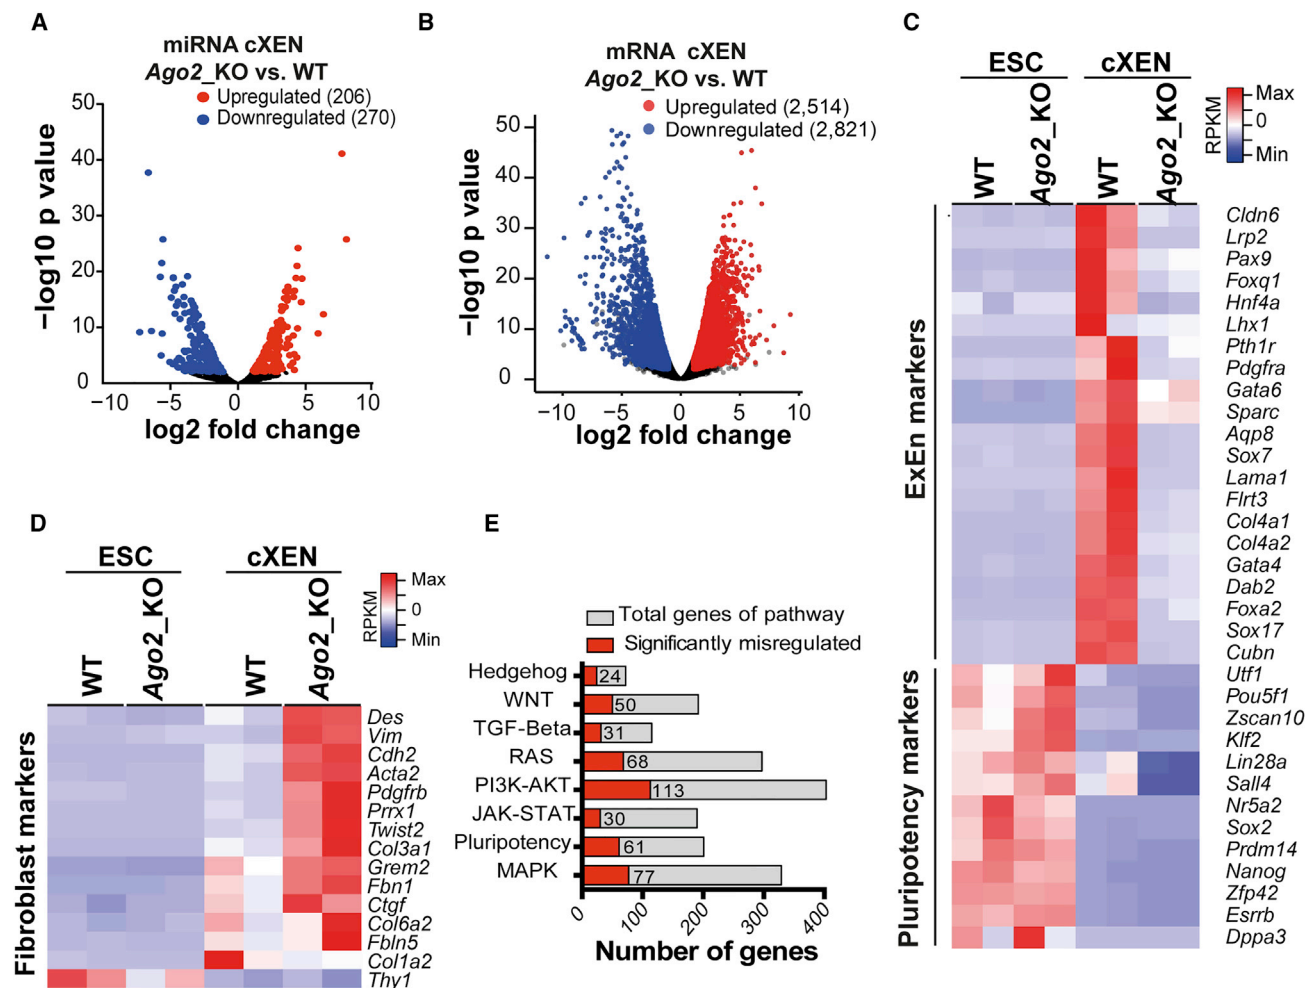 A
miRNA cXEN
Ago2_KO vs. WT
Upregulated (206)
Downregulated (270)
−log10 p value
50
40
30
20
10
0
−10
−5
0
5
10
log2 fold change
B
mRNA cXEN
Ago2_KO vs. WT
Upregulated (2,514)
Downregulated (2,821)
−log10 p value
50
40
30
20
10
0
−10
−5
0
5
10
log2 fold change
C
ESC
cXEN
WT
Ago2_KO
WT
Ago2_KO
RPKM
Max
0
Min
ExEn markers
Cldn6
Lrp2
Pax9
Foxq1
Hnf4a
Lhx1
Pth1r
Pdgfra
Gata6
Sparc
Aqp8
Sox7
Lama1
Flrt3
Col4a1
Col4a2
Gata4
Dab2
Foxa2
Sox17
Cubn
Pluripotency markers
Utf1
Pou5f1
Zscan10
Klf2
Lin28a
Sall4
Nr5a2
Sox2
Prdm14
Nanog
Zfp42
Esrrb
Dppa3
D
ESC
cXEN
WT
Ago2_KO
WT
Ago2_KO
RPKM
Max
0
Min
Fibroblast markers
Des
Vim
Cdh2
Acta2
Pdgfrb
Prrx1
Twist2
Col3a1
Grem2
Fbn1
Ctgf
Col6a2
Fbln5
Col1a2
Thy1
E
Total genes of pathway
Significantly misregulated
Hedgehog 24
WNT 50
TGF-Beta 31
RAS 68
PI3K-AKT 113
JAK-STAT 30
Pluripotency 61
MAPK 77
0
100
200
300
400
Number of genes